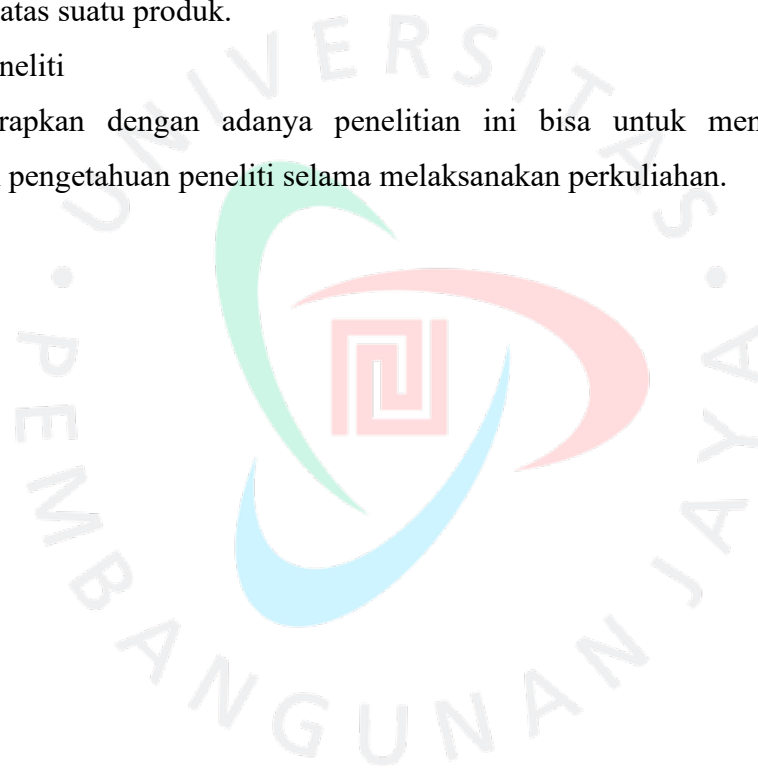 atas suatu produk.
neliti
rapkan dengan adanya penelitian ini bisa untuk men
pengetahuan peneliti selama melaksanakan perkuliahan.
UNIVERSITAS
PEMBANGUNAN JAYA